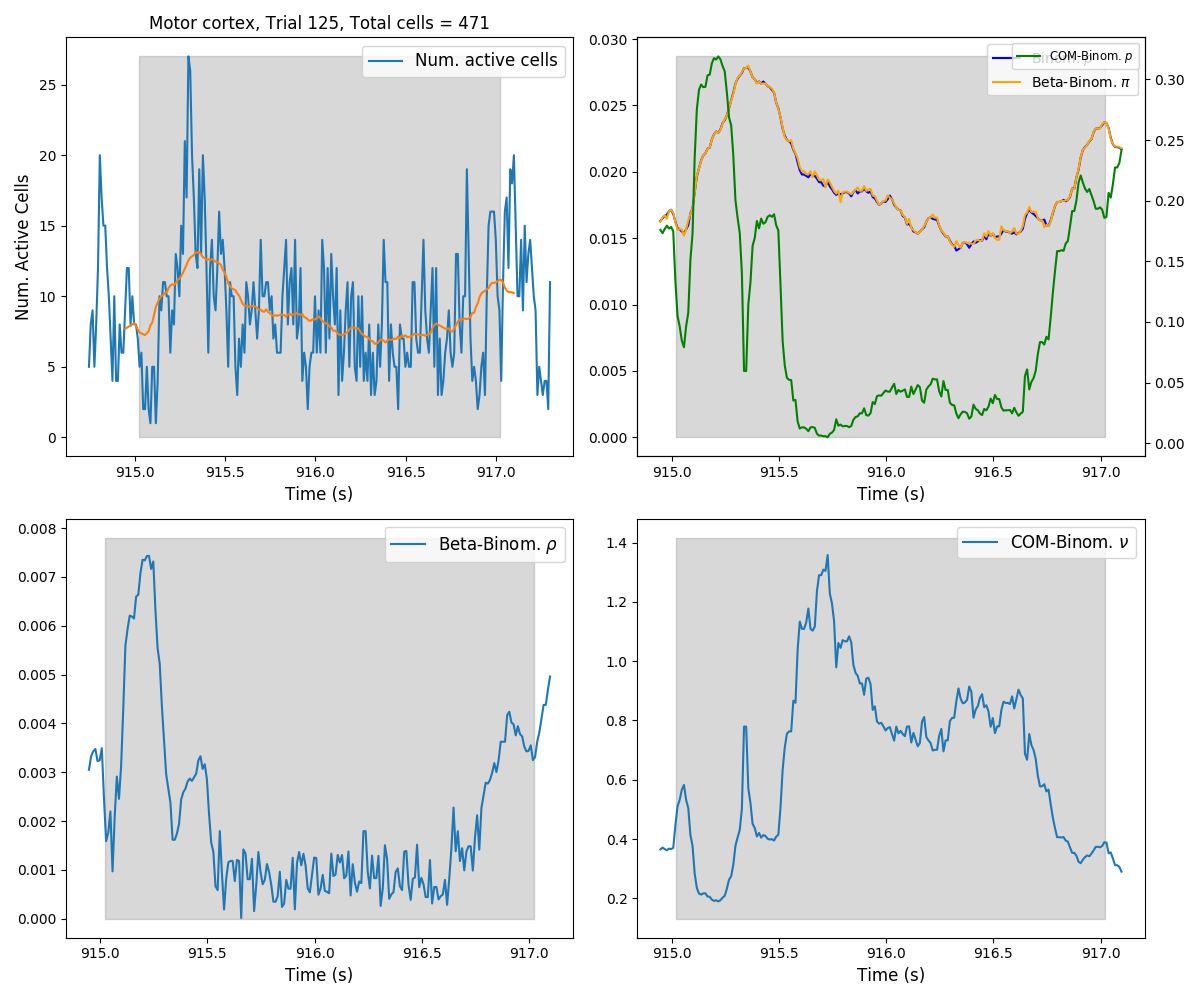 Motor cortex, Trial 125, Total cells = 471
Num. active cells
Num. Active Cells
25
20
15
10
5
0
915.0 915.5 916.0 916.5 917.0
Time (s)
COM-Binom. p
Beta-Binom. π
0.030
0.025
0.020
0.015
0.010
0.005
0.000
0.30
0.25
0.20
0.15
0.10
0.05
0.00
915.0 915.5 916.0 916.5 917.0
Time (s)
Beta-Binom. ρ
0.008
0.007
0.006
0.005
0.004
0.003
0.002
0.001
0.000
915.0 915.5 916.0 916.5 917.0
Time (s)
COM-Binom. ν
1.4
1.2
1.0
0.8
0.6
0.4
0.2
915.0 915.5 916.0 916.5 917.0
Time (s)